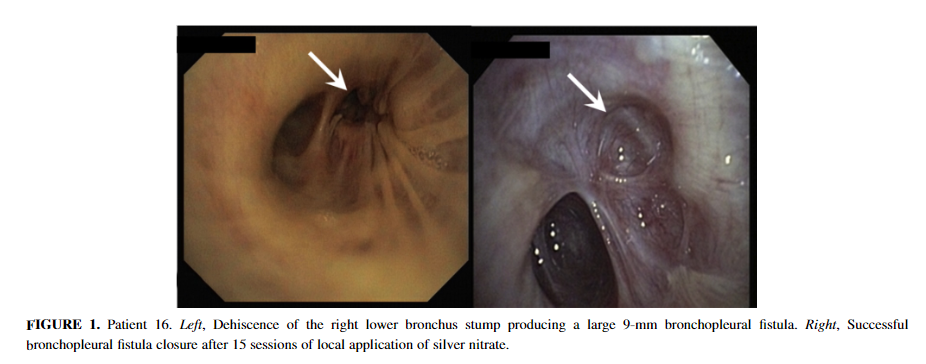 FIGURE 1. Patient 16. Left, Dehiscence of the right lower bronchus stump producing a large 9-mm bronchopleural fistula. Right, Successful
bronchopleural fistula closure after 15 sessions of local application of silver nitrate.